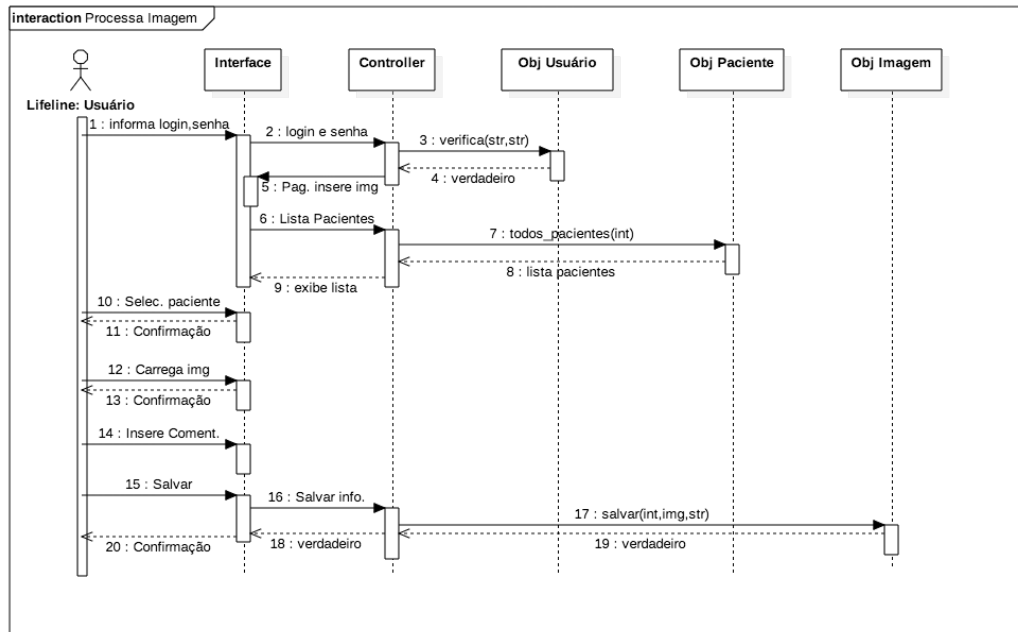 interaction Processa Imagem
Interface
Controller
Obj Usuário
Obj Paciente
Obj Imagem
Lifeline: Usuário
1 : informa login,senha
2 : login e senha
3 : verifica(str,str)
4 : verdadeiro
5 : Pag. insere img
6 : Lista Pacientes
7 : todos_pacientes(int)
8 : lista pacientes
9 : exibe lista
10 : Selec. paciente
11 : Confirmação
12 : Carrega img
13 : Confirmação
14 : Insere Coment.
15 : Salvar
16 : Salvar info.
17 : salvar(int,img,str)
18 : verdadeiro
19 : verdadeiro
20 : Confirmação